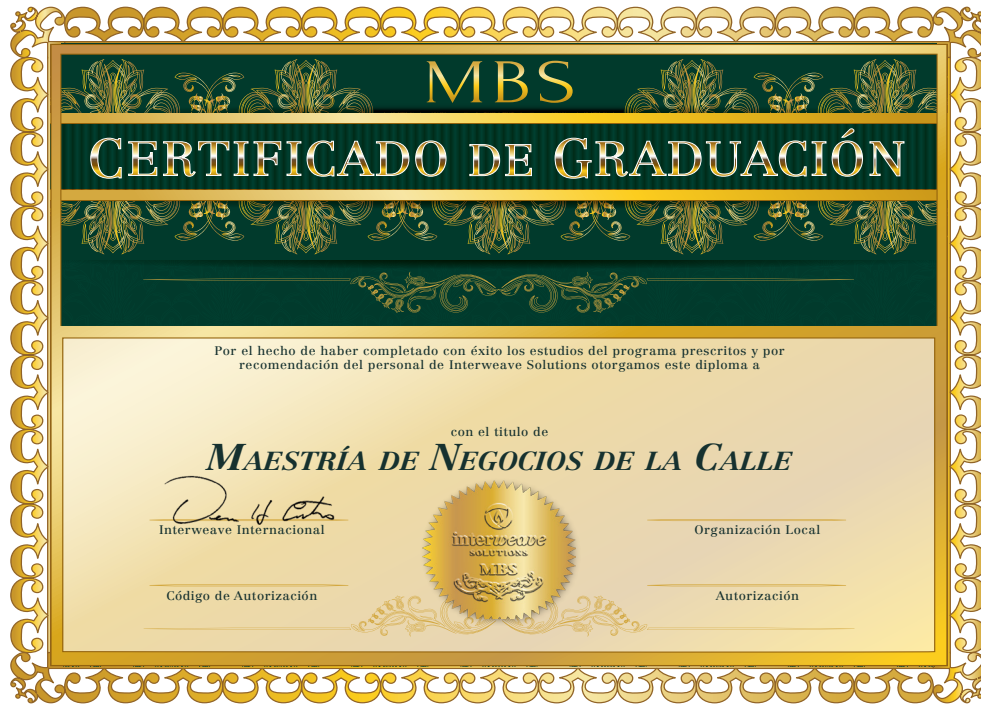 MBS
CERTIFICADO DE GRADUACIÓN
Por el hecho de haber completado con éxito los estudios del programa prescritos y por
recomendación del personal de Interweave Solutions otorgamos este diploma a
con el titulo de
MAESTRÍA DE NEGOCIOS DE LA CALLE
Interweave Internacional
Organización Local
interweave
SOLUTIONS
MBS
Código de Autorización
Autorización